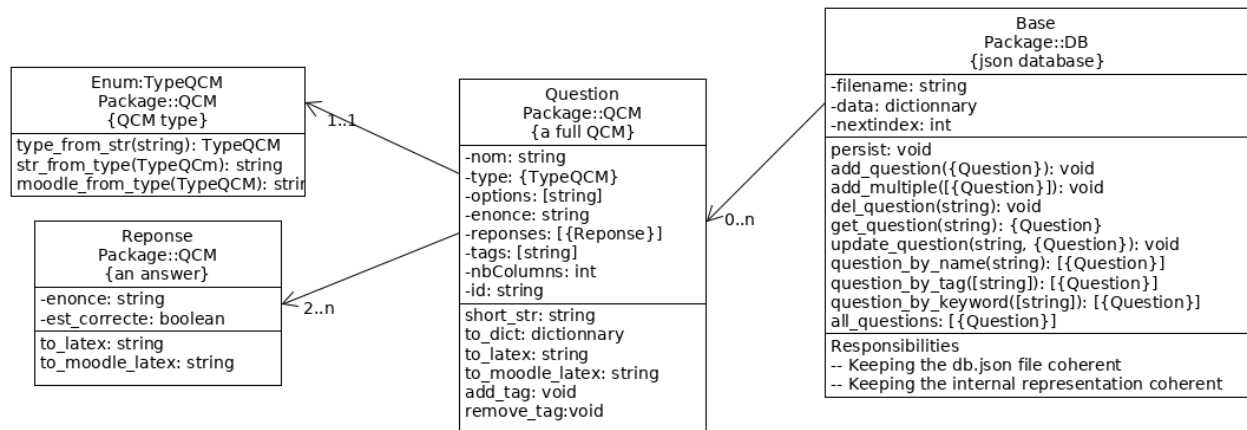 Enum:TypeQCM
Package::QCM
{QCM type}
type_from_str(string): TypeQCM
str_from_type(TypeQCm): string
moodle_from_type(TypeQCM): strin
1..1
Reponse
Package::QCM
{an answer}
-enonce: string
-est_correcte: boolean
to_latex: string
to_moodle_latex: string
2..n
Question
Package::QCM
{a full QCM}
-nom: string
-type: {TypeQCM}
-options: [string]
-enonce: string
-reponses: [{Reponse}]
-tags: [string]
-nbColumns: int
-id: string
short_str: string
to_dict: dictionnary
to_latex: string
to_moodle_latex: string
add_tag: void
remove_tag:void
0..n
Base
Package::DB
{json database}
-filename: string
-data: dictionnary
-nextindex: int
persist: void
add_question({Question}): void
add_multiple([{Question}]): void
del_question(string): void
get_question(string): {Question}
update_question(string, {Question}): void
question_by_name(string): [{Question}]
question_by_tag([string]): [{Question}]
question_by_keyword([string]): [{Question}]
all_questions: [{Question}]
Responsibilities
-- Keeping the db.json file coherent
-- Keeping the internal representation coherent